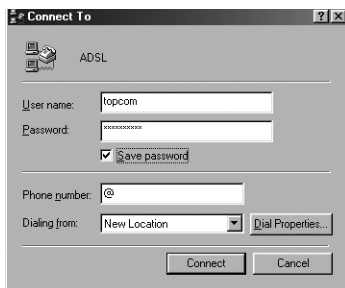 Connect To
ADSL
User name: topcom
Password: xxxxxxxxx
Save password
Phone number: @
Dialing from: New Location Dial Properties...
Connect Cancel